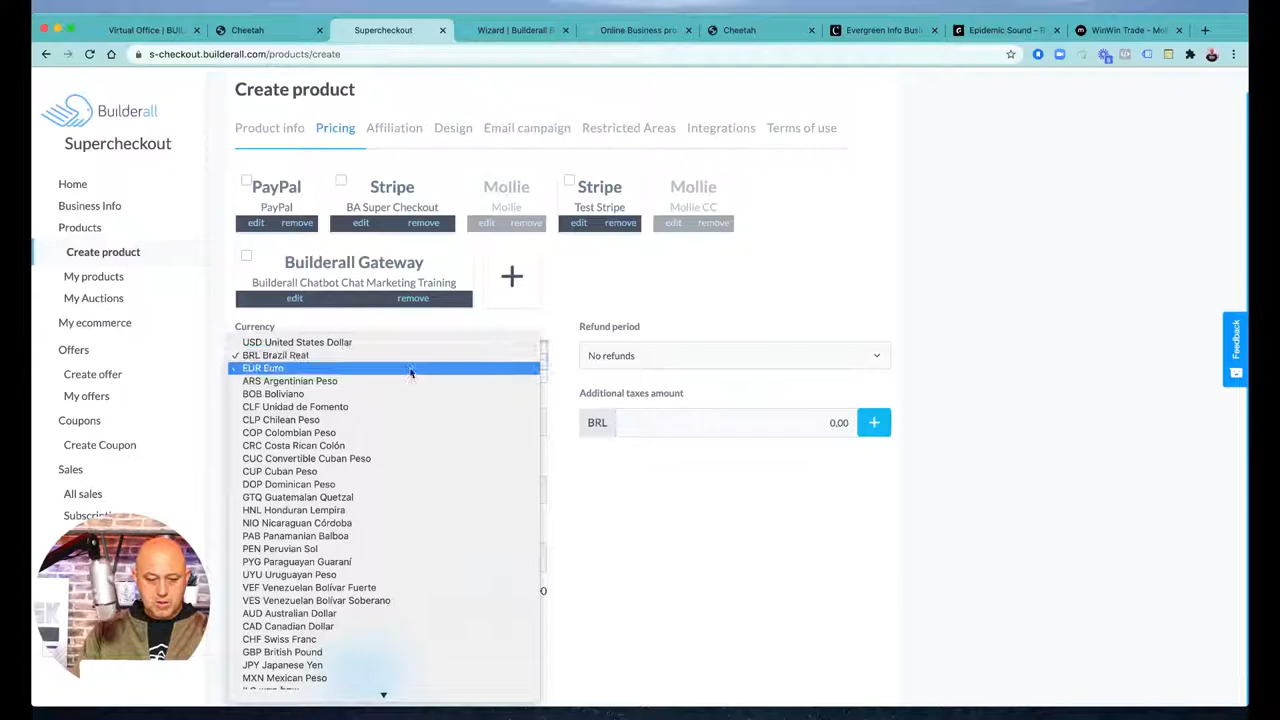 Virtual Office | BUIL
Cheetah
Supercheckout
Wizard | Builderall B
Online Business pro
Cheetah
Evergreen Info Busi
Epidemic Sound - R
WinWin Trade - Moll
s-checkout.builderall.com/products/create
Builderall
Supercheckout
Home
Business Info
Products
Create product
My products
My Auctions
My ecommerce
Offers
Create offer
My offers
Coupons
Create Coupon
Sales
All sales
Create product
Product info Pricing Affiliation Design Email campaign Restricted Areas Integrations Terms of use
PayPal
PayPal
edit remove
Stripe
BA Super Checkout
edit remove
Mollie
Mollie
edit remove
Stripe
Test Stripe
edit remove
Mollie
Mollie CC
edit remove
Builderall Gateway
Builderall Chatbot Chat Marketing Training
edit remove
Currency
USD United States Dollar
✓ BRL Brazil Real
EUR Euro
ARS Argentinian Peso
BOB Boliviano
CLF Unidad de Fomento
CLP Chilean Peso
COP Colombian Peso
CRC Costa Rican Colón
CUC Convertible Cuban Peso
CUP Cuban Peso
DOP Dominican Peso
GTQ Guatemalan Quetzal
HNL Honduran Lempira
NIO Nicaraguan Córdoba
PAB Panamanian Balboa
PEN Peruvian Sol
PYG Paraguayan Guaraní
UYU Uruguayan Peso
VEF Venezuelan Bolívar Fuerte
VES Venezuelan Bolívar Soberano
AUD Australian Dollar
CAD Canadian Dollar
CHF Swiss Franc
GBP British Pound
JPY Japanese Yen
MXN Mexican Peso
Refund period
No refunds
Additional taxes amount
BRL 0,00 +
Feedback